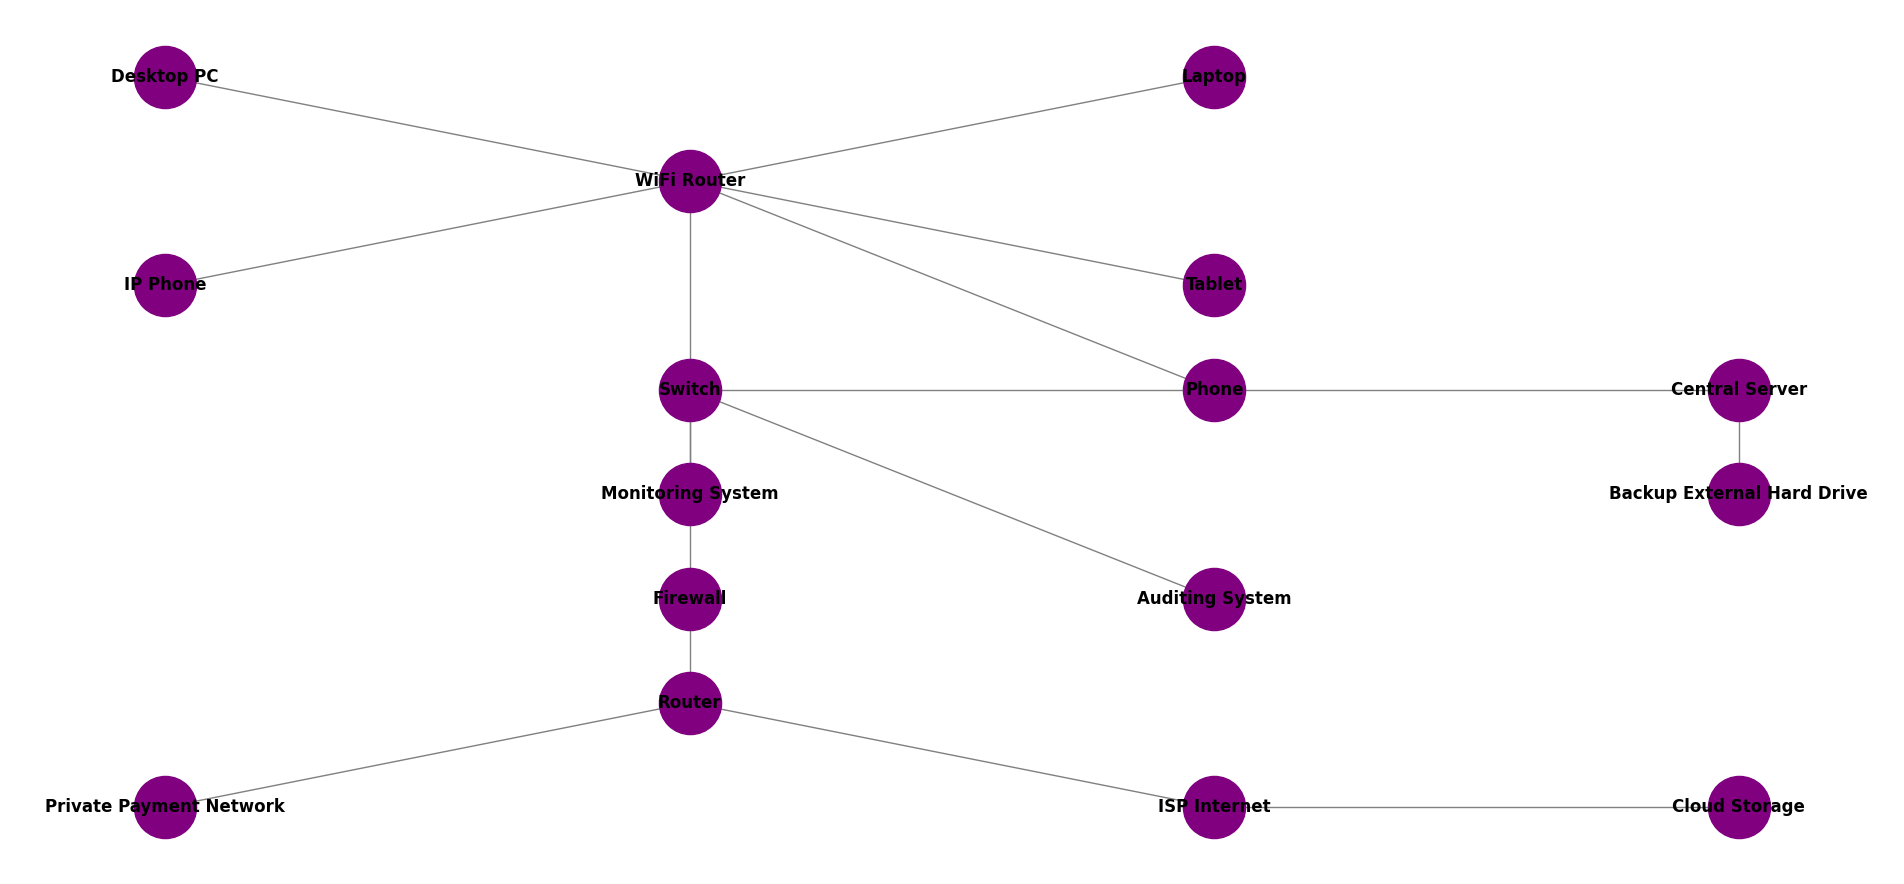 Desktop PC
Laptop
WiFi Router
IP Phone
Tablet
Switch
Phone
Central Server
Monitoring System
Backup External Hard Drive
Firewall
Auditing System
Router
Private Payment Network
ISP Internet
Cloud Storage